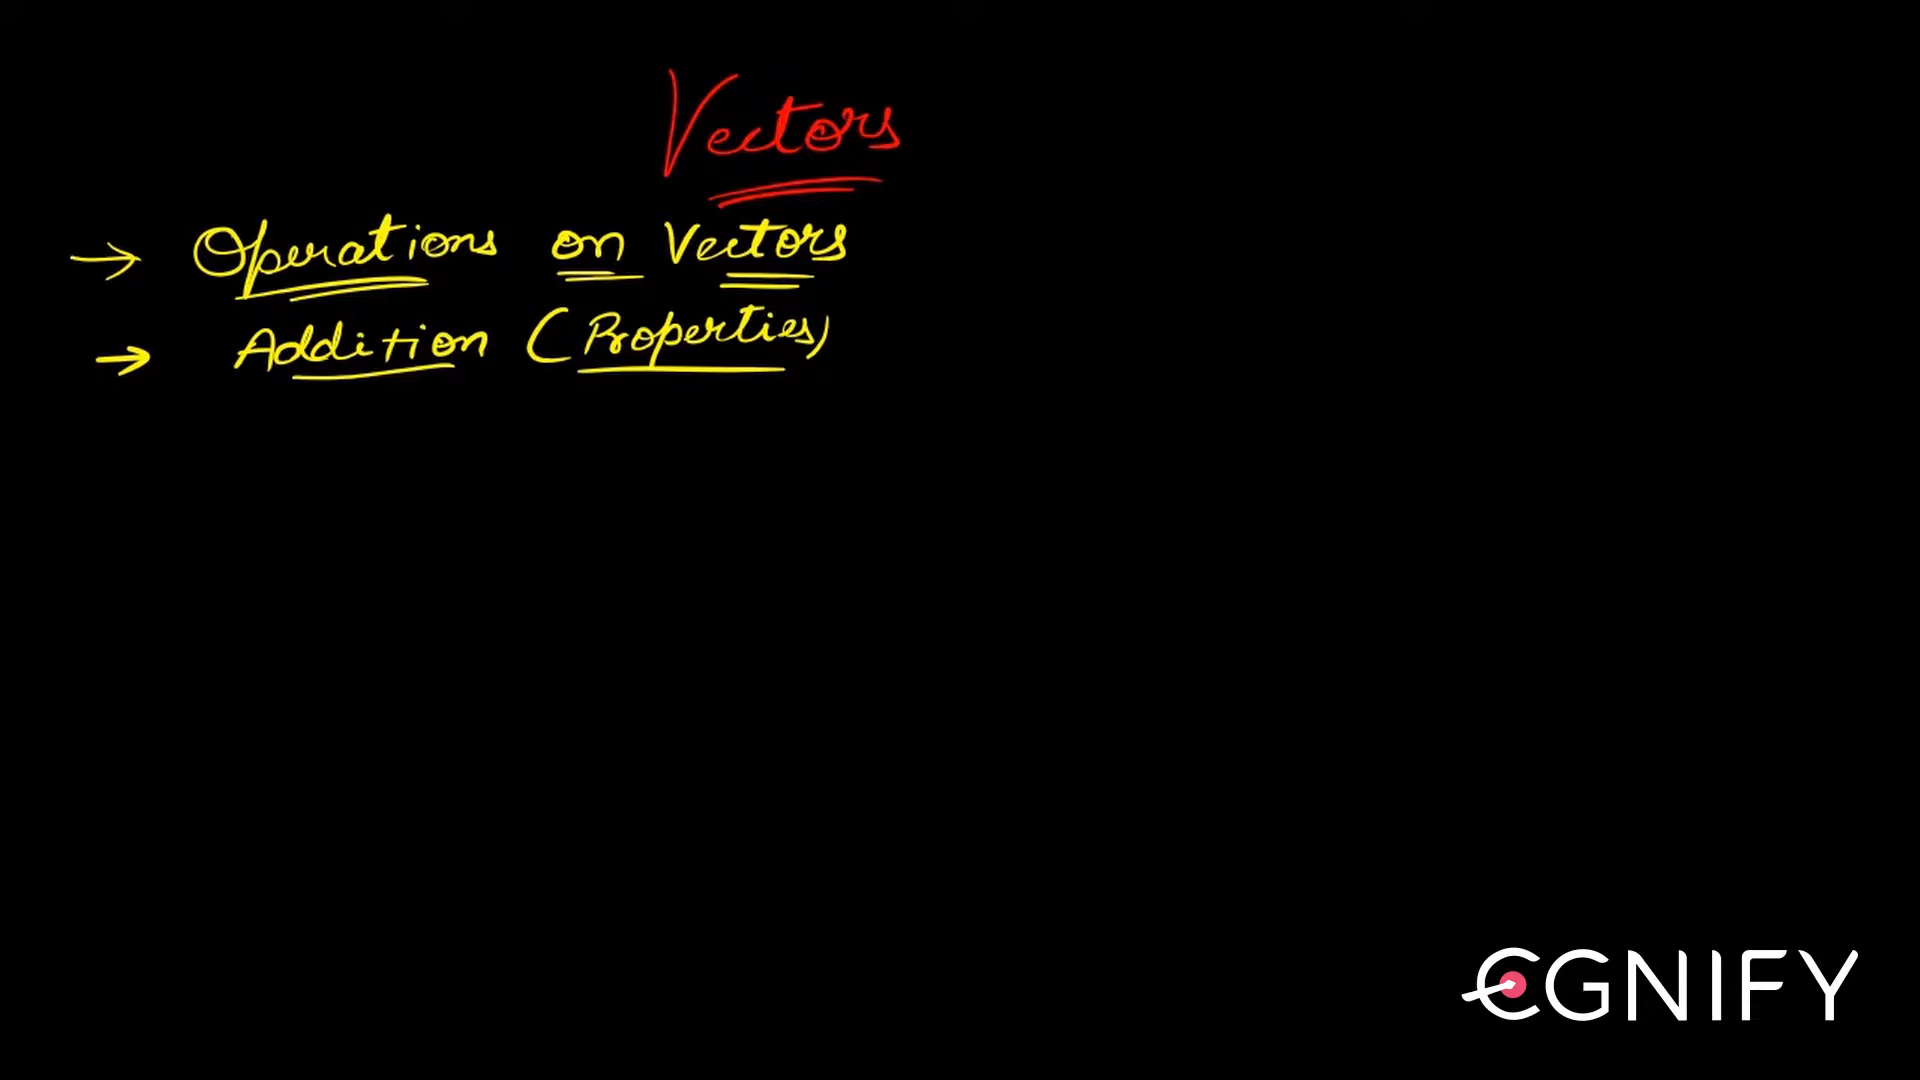 Vectors
→ Operations on Vectors
→ Addition (Properties)
CGNIFY